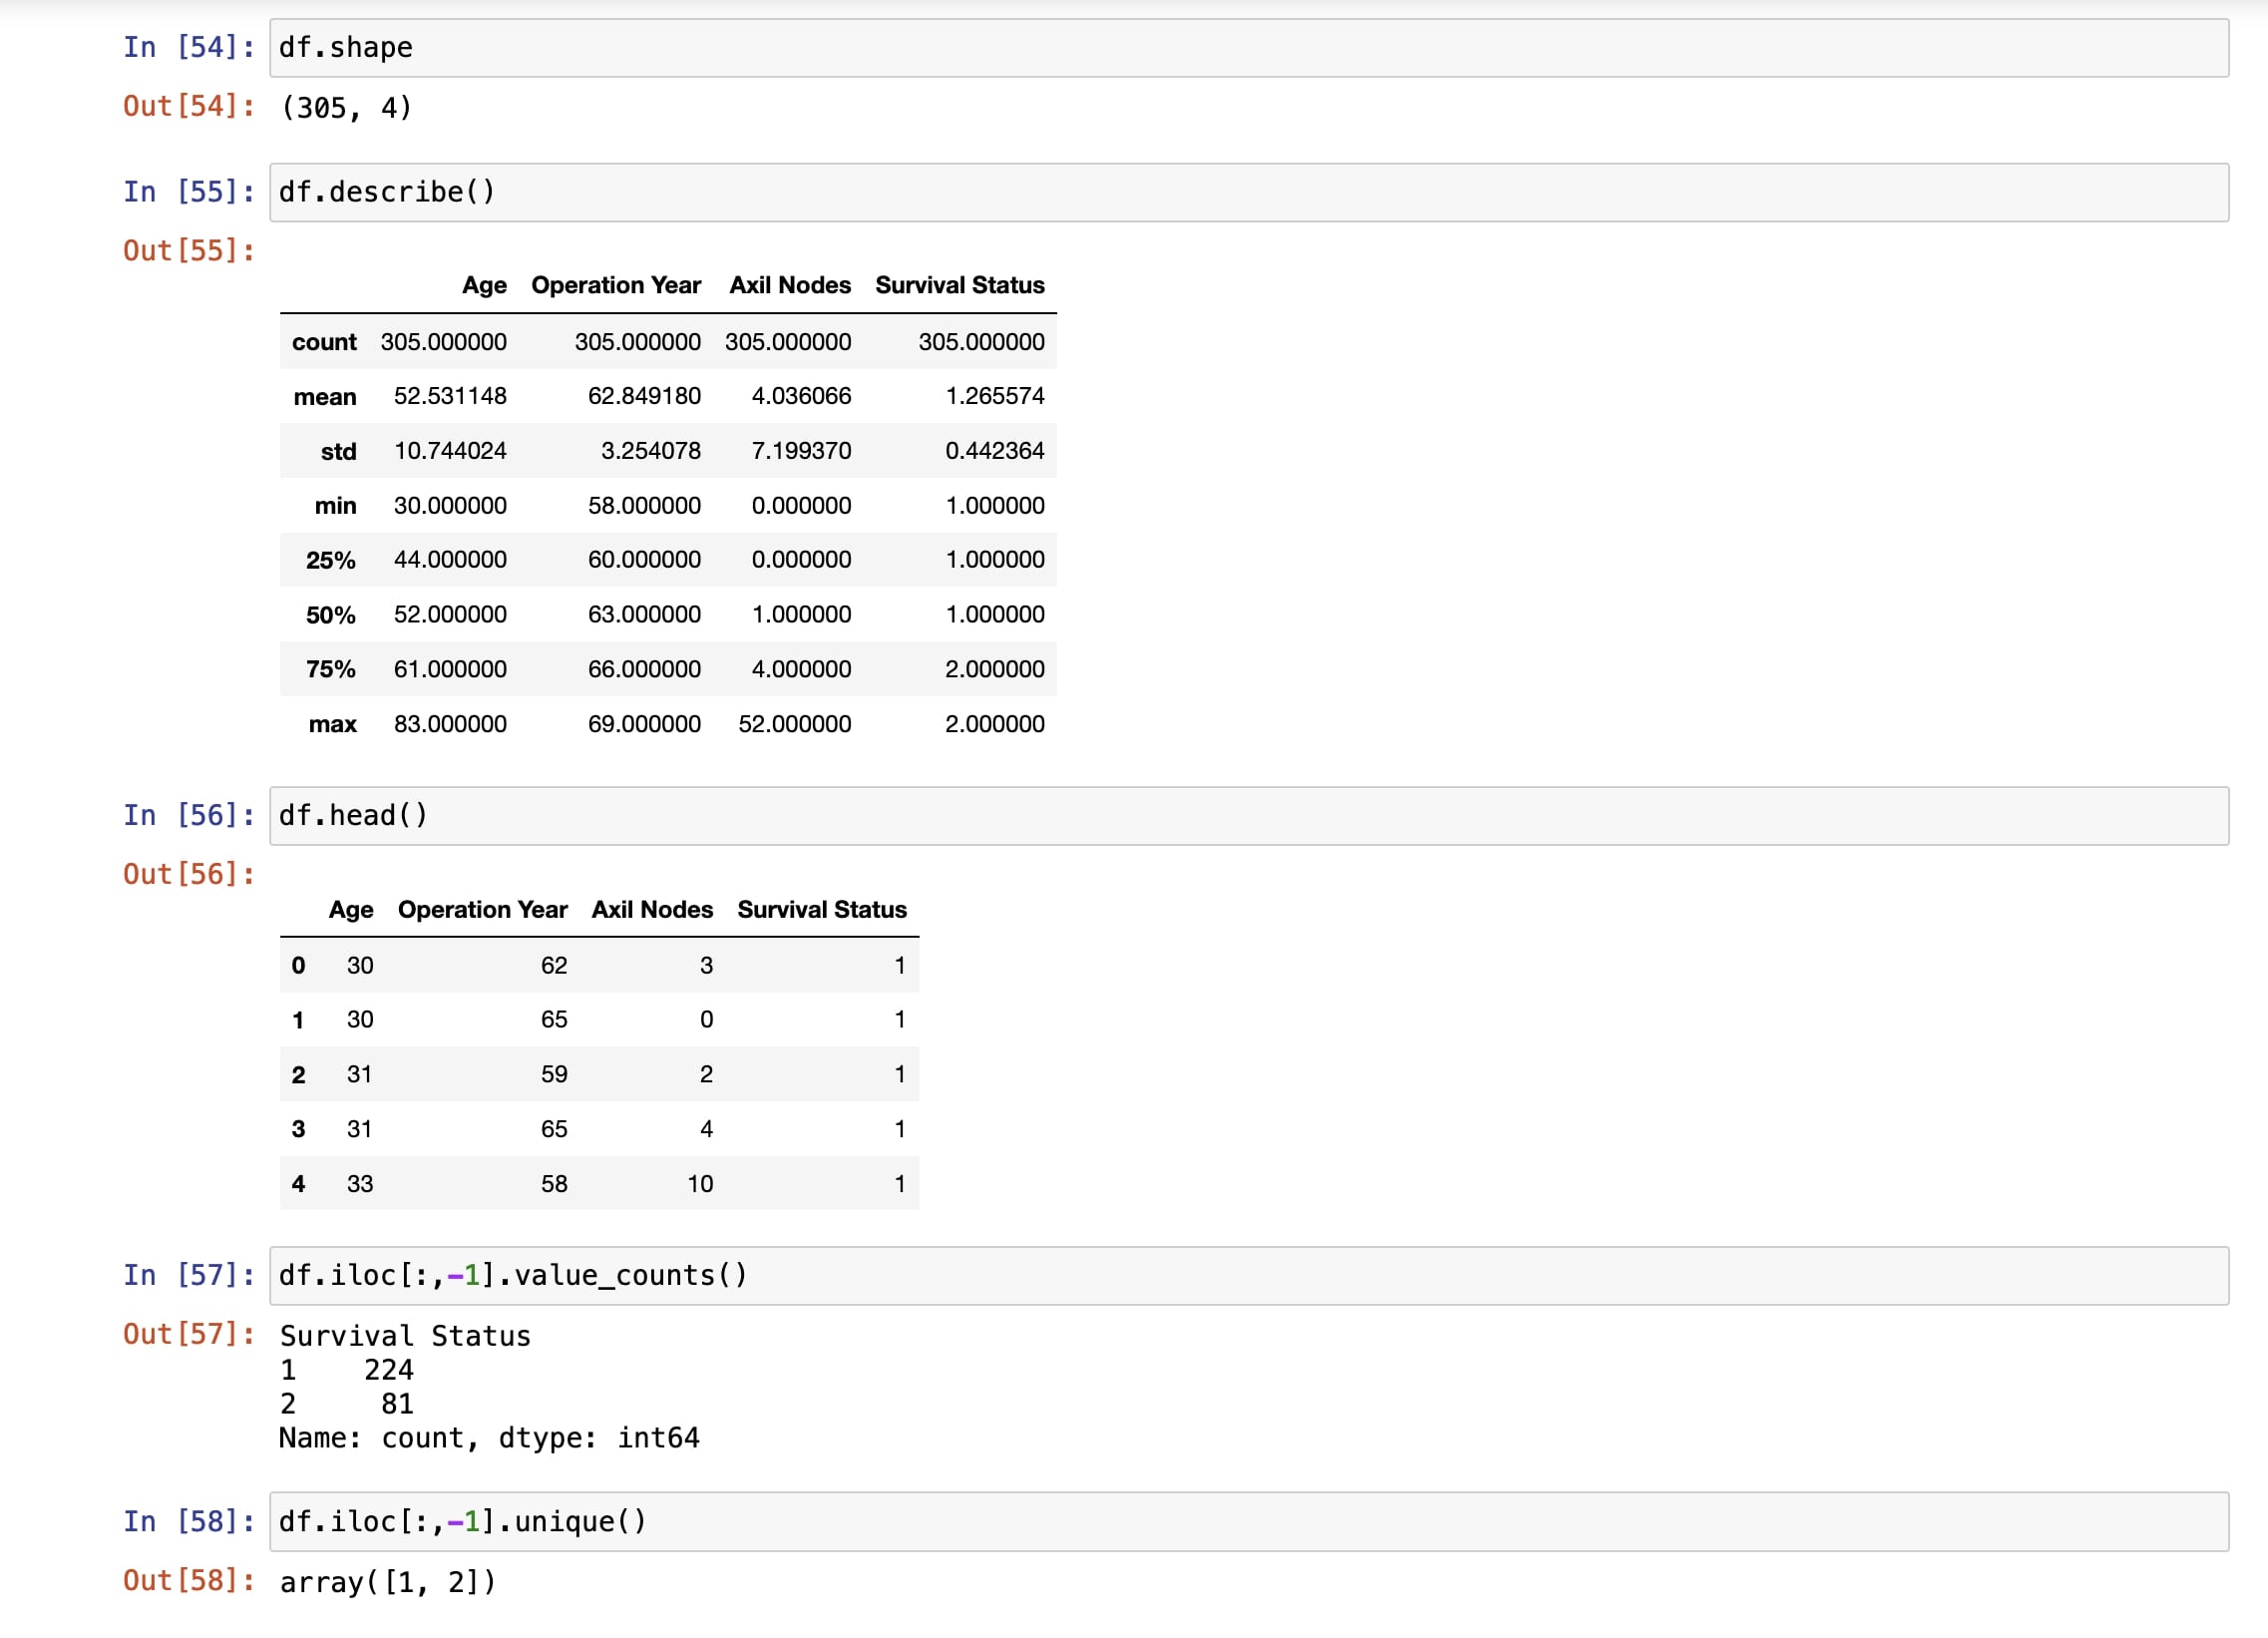 In [54]: df.shape
Out[54]: (305, 4)
In [55]: df.describe()
Out[55]:
Age Operation Year Axil Nodes Survival Status
count 305.000000 305.000000 305.000000 305.000000
mean 52.531148 62.849180 4.036066 1.265574
std 10.744024 3.254078 7.199370 0.442364
min 30.000000 58.000000 0.000000 1.000000
25% 44.000000 60.000000 0.000000 1.000000
50% 52.000000 63.000000 1.000000 1.000000
75% 61.000000 66.000000 4.000000 2.000000
max 83.000000 69.000000 52.000000 2.000000
In [56]: df.head()
Out[56]:
Age Operation Year Axil Nodes Survival Status
0 30 62 3 1
1 30 65 0 1
2 31 59 2 1
3 31 65 4 1
4 33 58 10 1
In [57]: df.iloc[:,-1].value_counts()
Out[57]: Survival Status
1 224
2 81
Name: count, dtype: int64
In [58]: df.iloc[:,-1].unique()
Out[58]: array([1, 2])